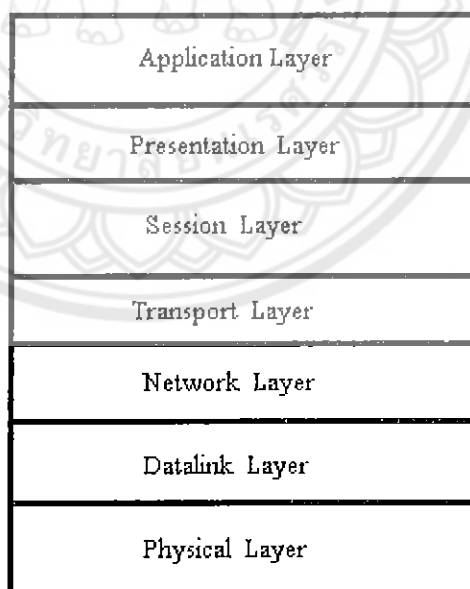 Application Layer
Presentation Layer
Session Layer
Transport Layer
Network Layer
Datalink Layer
Physical Layer